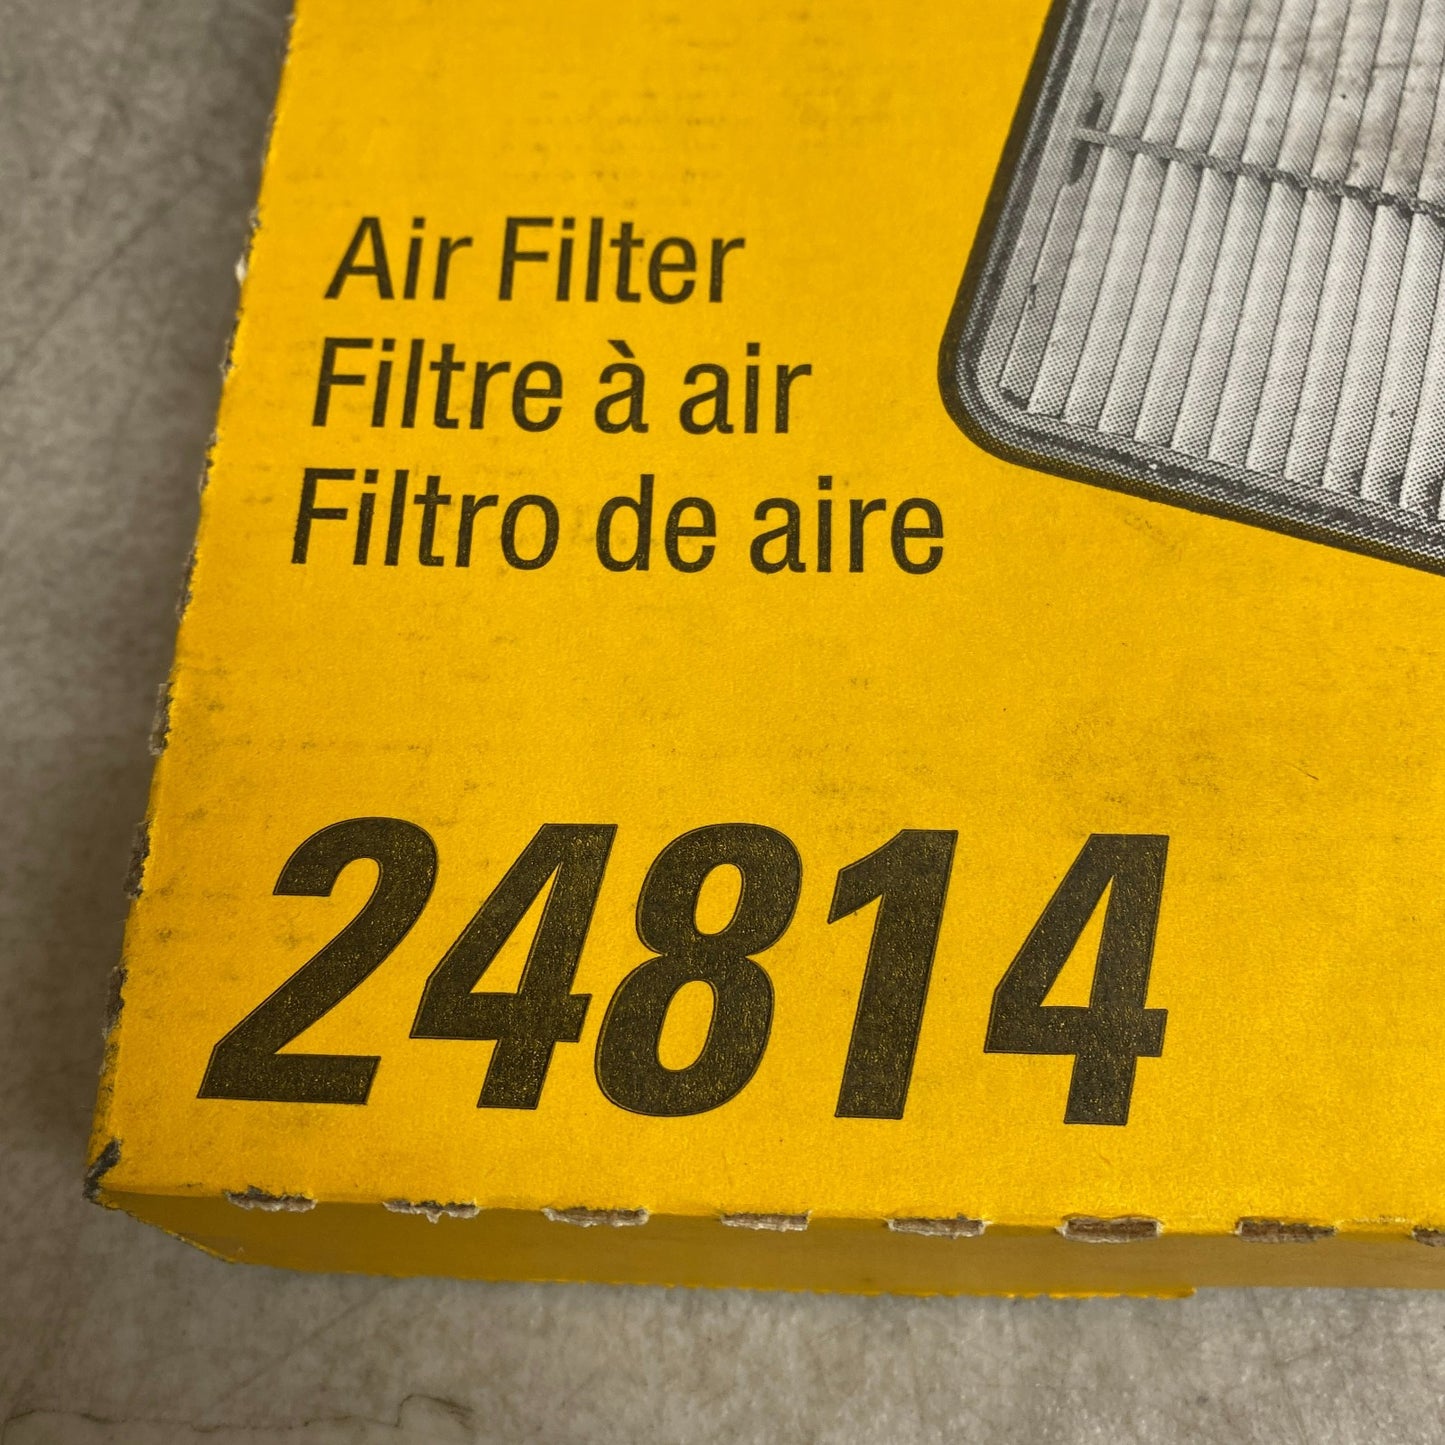 Air Filter
Filtre à air
Filtro de aire
24814